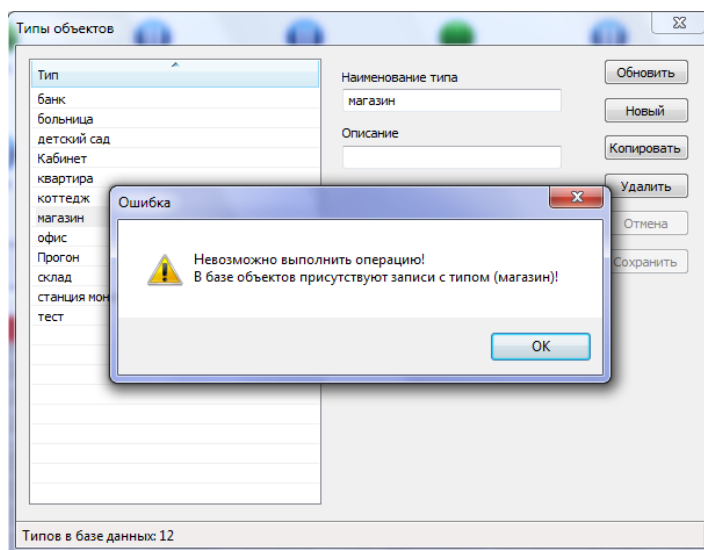 Типы объектов
Тип
банк
больница
детский сад
Кабинет
квартира
коттедж
магазин
офис
Прогон
склад
станция
тест
Наименование типа
магазин
Описание
Обновить
Новый
Копировать
Удалить
Отмена
Сохранить
Ошибка
Невозможно выполнить операцию!
В базе объектов присутствуют записи с типом (магазин)!
OK
Типов в базе данных: 12